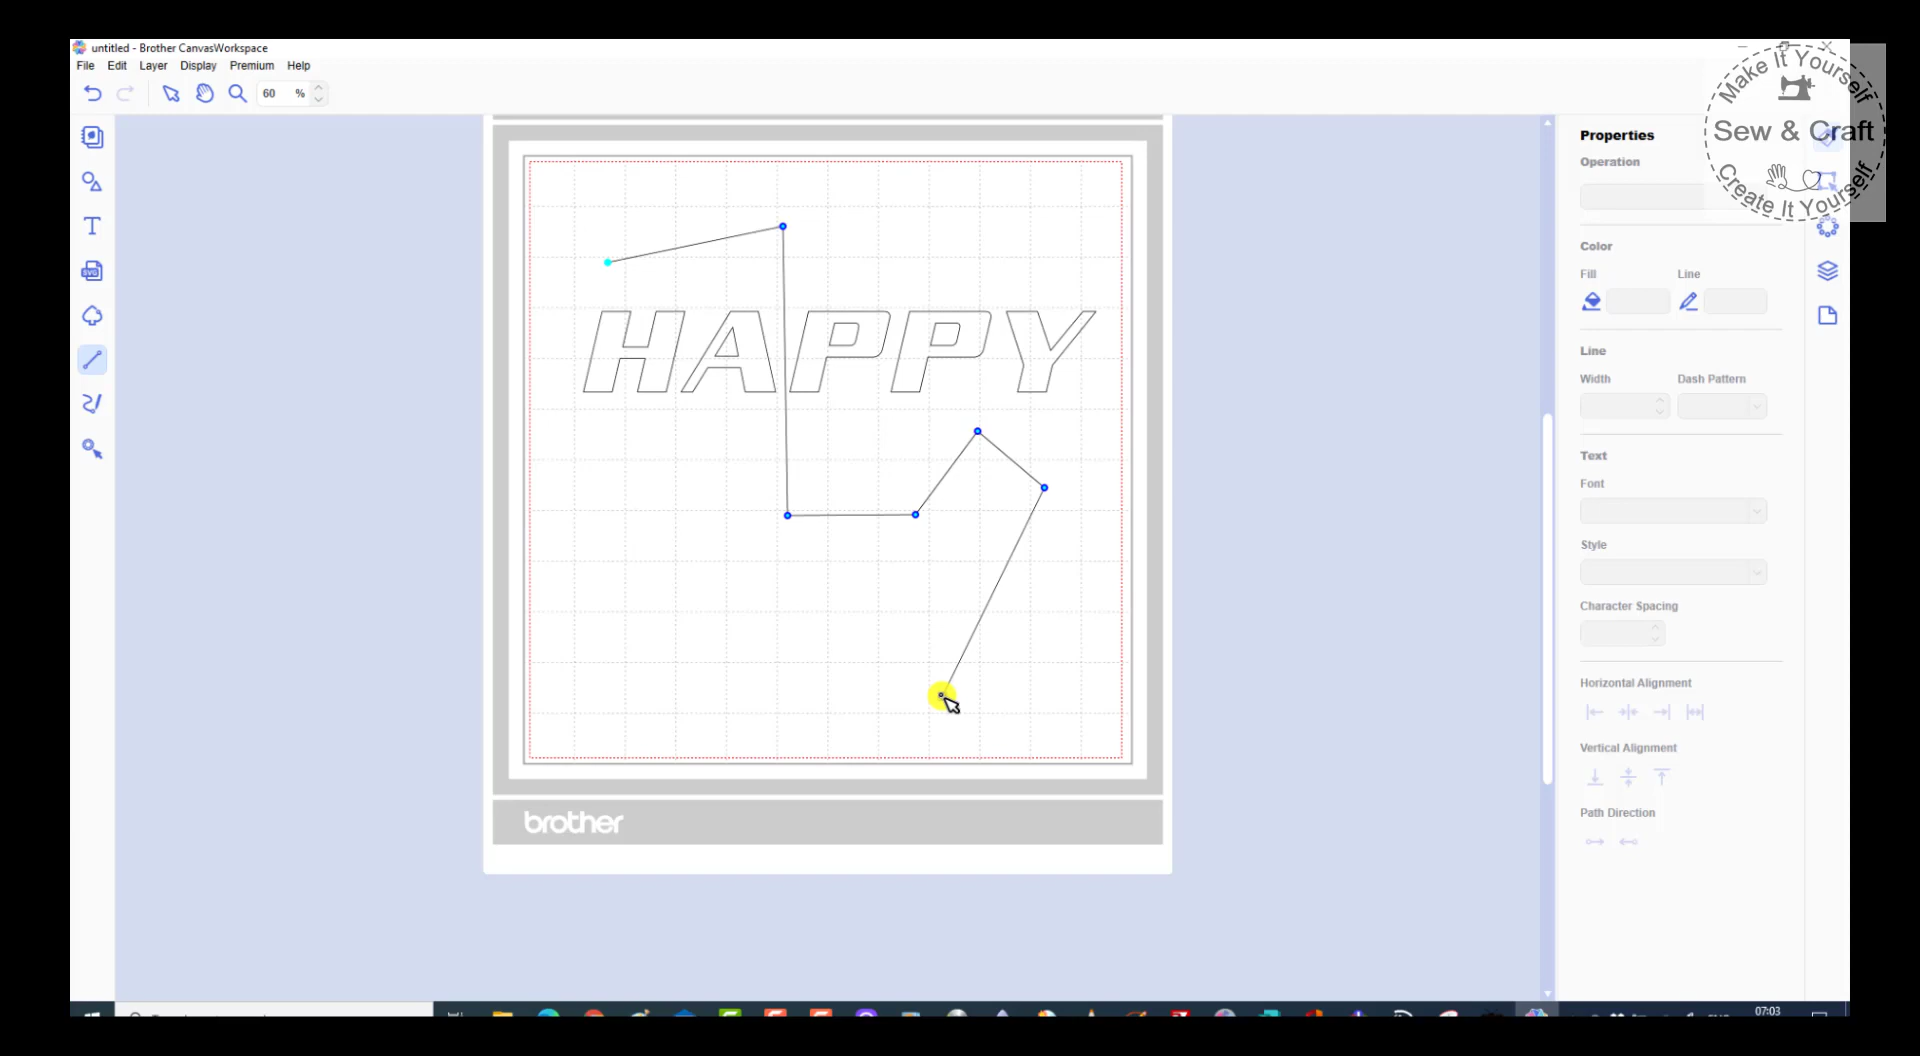 untitled - Brother CanvasWorkspace
File Edit Layer Display Premium Help
60 %
Make It Yourself
Sew & Craft
Create It Yourself
Properties
Operation
Color
Fill Line
SVG
Line
Width Dash Pattern
HAPPY
Text
Font
Style
Character Spacing
Horizontal Alignment
Vertical Alignment
Path Direction
brother
07:03